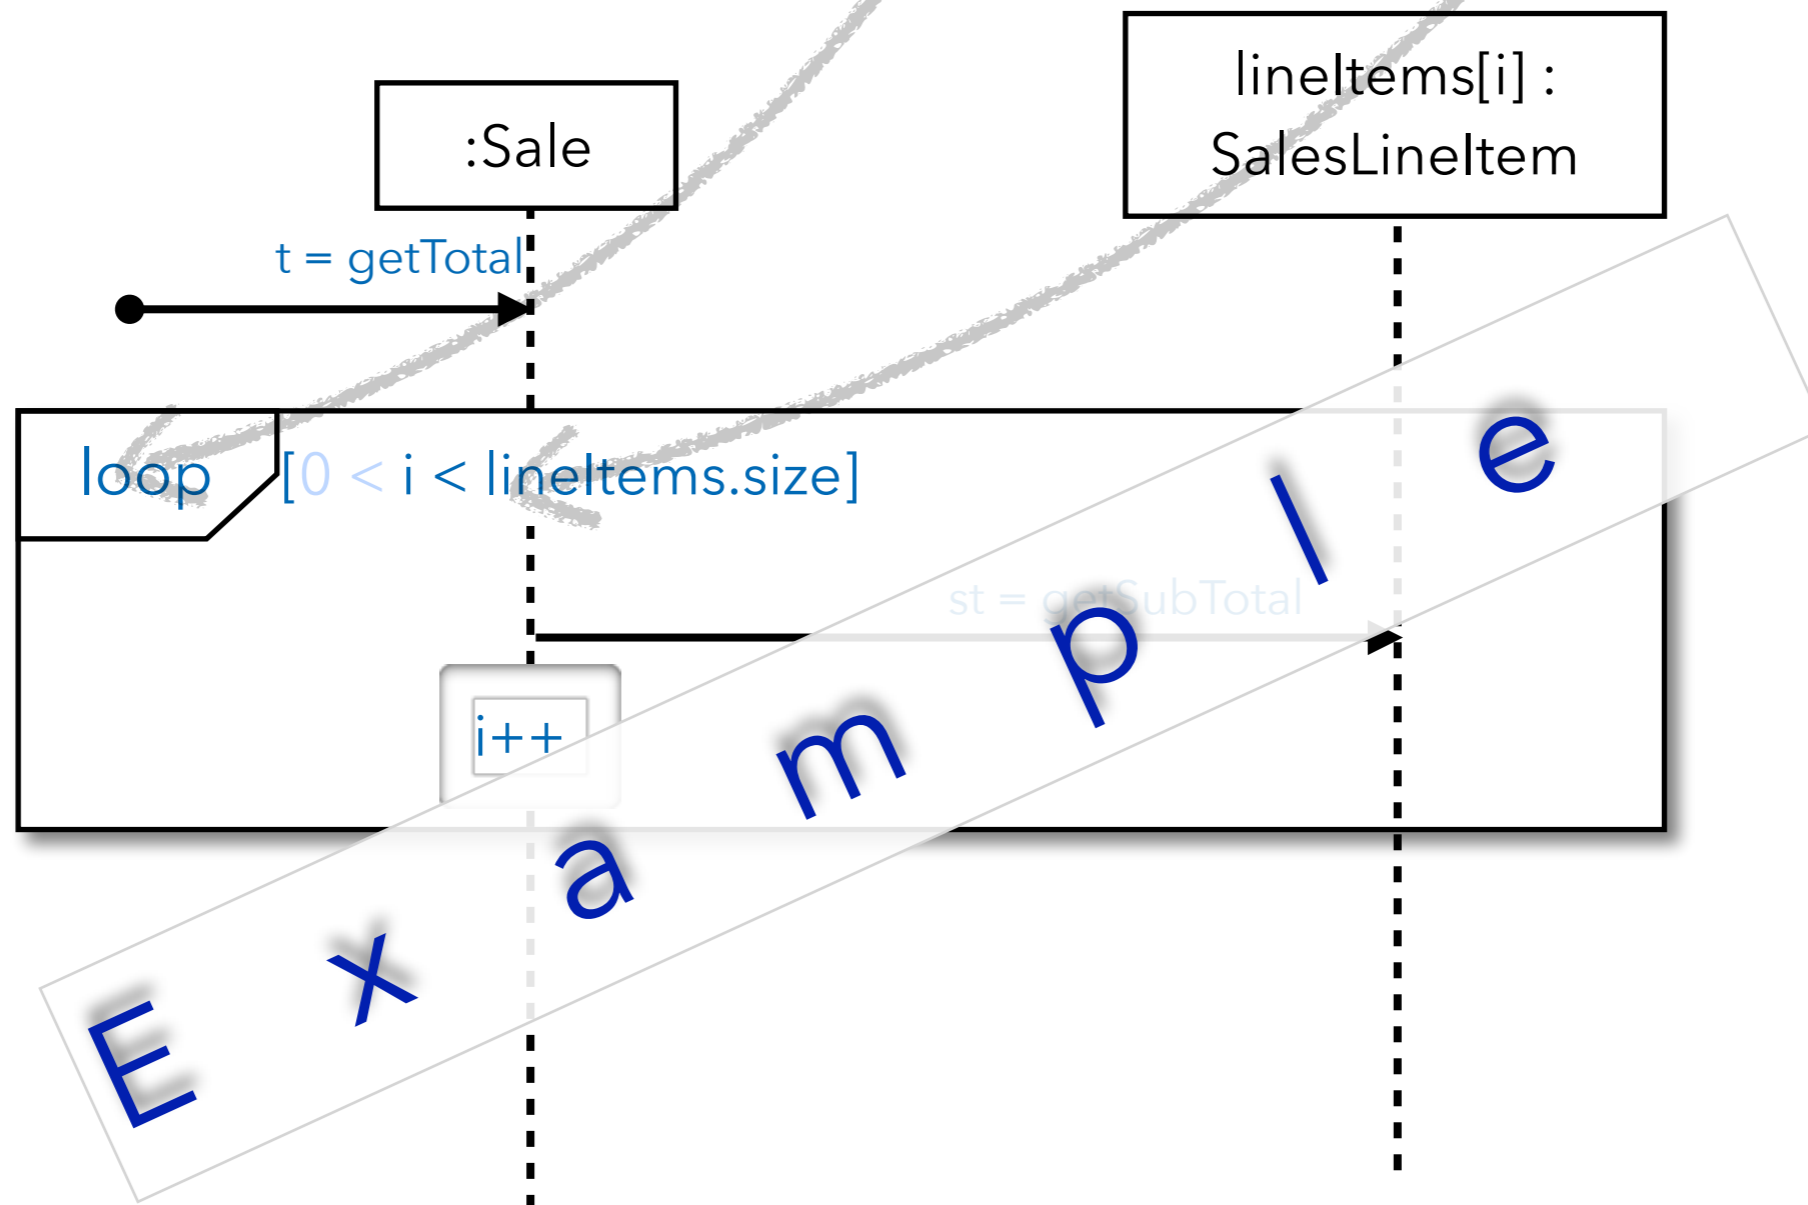 :Sale
lineItems[i] :
SalesLineItem
t = getTotal
loop [0 < i < lineItems.size]
st = getSubTotal
i++
Example